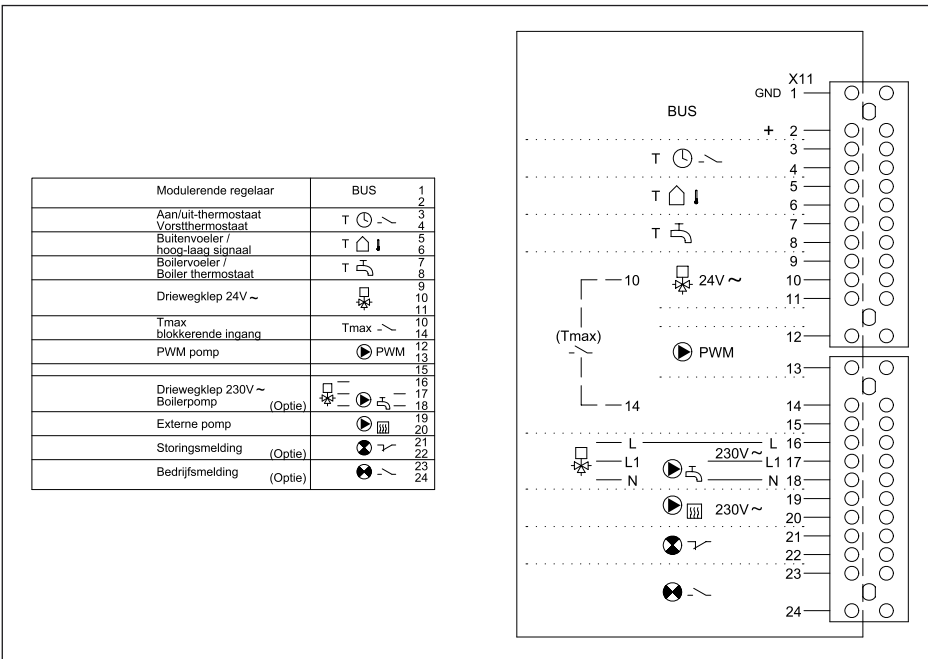 Modulerende regelaar BUS 1
2
Aan/uit-thermostaat 3
Vorstthermostaat T 4
Buitenvoeler / 5
hoog-laag signaal T 6
Boilervoeler / 7
Boiler thermostaat T 8
9
Driewegklep 24V~ 10
11
Tmax 10
blokkerende ingang Tmax 14
PWM pomp PWM 12
13
15
16
Driewegklep 230V~ 17
Boilerpomp (Optie) 18
Externe pomp 19
20
Storingsmelding 21
(Optie) 22
Bedrijfsmelding 23
(Optie) 24
X11
GND 1
BUS
+ 2
3
T
4
5
T
6
7
T
8
9
10 24V~ 10
11
(Tmax) 12
PWM
13
14 14
15
L L 16
230V~
L1 L1 17
N N 18
19
230V~
20
21
22
23
24